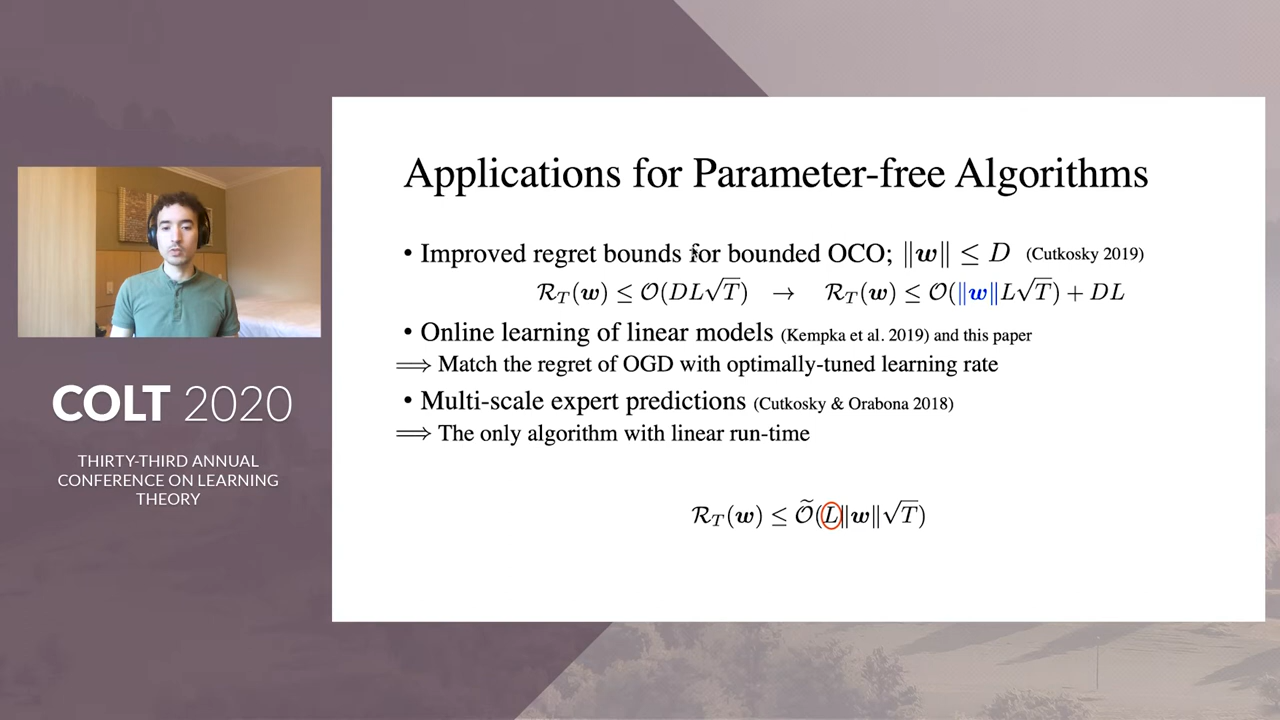 COLT 2020
THIRTY-THIRD ANNUAL
CONFERENCE ON LEARNING
THEORY
Applications for Parameter-free Algorithms
• Improved regret bounds for bounded OCO; ‖w‖ ≤ D (Cutkosky 2019)
R_T(w) ≤ O(DL√T) → R_T(w) ≤ O(‖w‖L√T) + DL
• Online learning of linear models (Kempka et al. 2019) and this paper
⟹ Match the regret of OGD with optimally-tuned learning rate
• Multi-scale expert predictions (Cutkosky & Orabona 2018)
⟹ The only algorithm with linear run-time
R_T(w) ≤ Õ(L‖w‖√T)